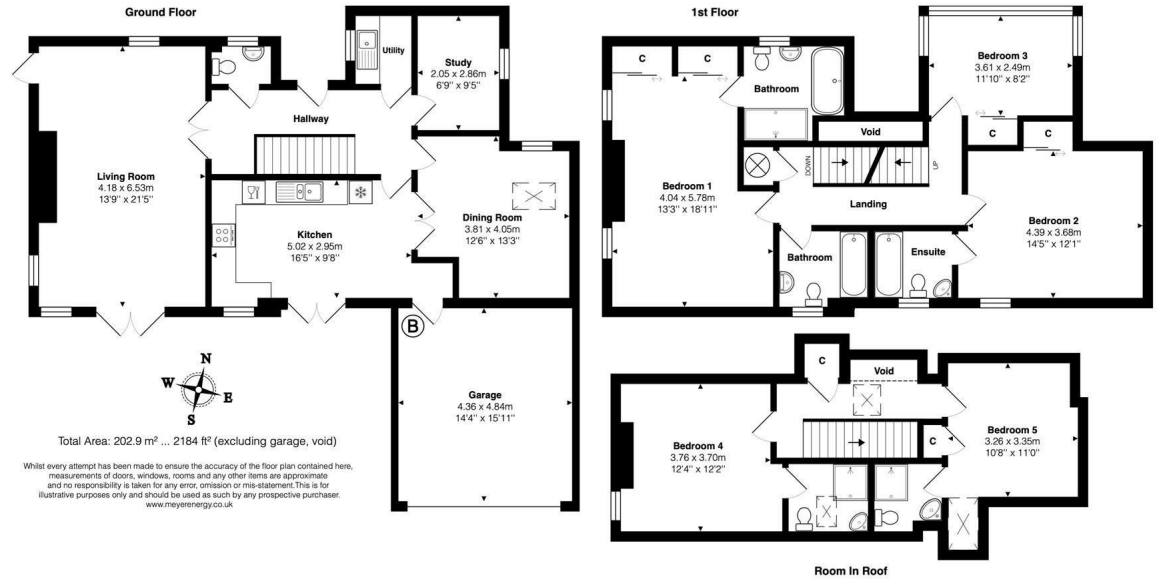 Ground Floor
Utility
Study
2.05 x 2.86m
6'9'' x 9'5''
Hallway
Living Room
4.18 x 6.53m
13'9'' x 21'5''
Dining Room
3.81 x 4.05m
12'6'' x 13'3''
Kitchen
5.02 x 2.95m
16'5'' x 9'8''
B
Garage
4.36 x 4.84m
14'4'' x 15'11''
N
W
E
S
Total Area: 202.9 m² ... 2184 ft² (excluding garage, void)
Whilst every attempt has been made to ensure the accuracy of the floor plan contained here,
measurements of doors, windows, rooms and any other items are approximate
and no responsibility is taken for any error, omission or mis-statement.This is for
illustrative purposes only and should be used as such by any prospective purchaser.
www.meyerenergy.co.uk
1st Floor
C
C
Bathroom
Bedroom 3
3.61 x 2.49m
11'10'' x 8'2''
Void
C
C
DOWN
UP
Bedroom 1
4.04 x 5.78m
13'3'' x 18'11''
Landing
Bedroom 2
4.39 x 3.68m
14'5'' x 12'1''
Bathroom
Ensuite
C
Void
Bedroom 4
3.76 x 3.70m
12'4'' x 12'2''
C
Bedroom 5
3.26 x 3.35m
10'8'' x 11'0''
Room In Roof